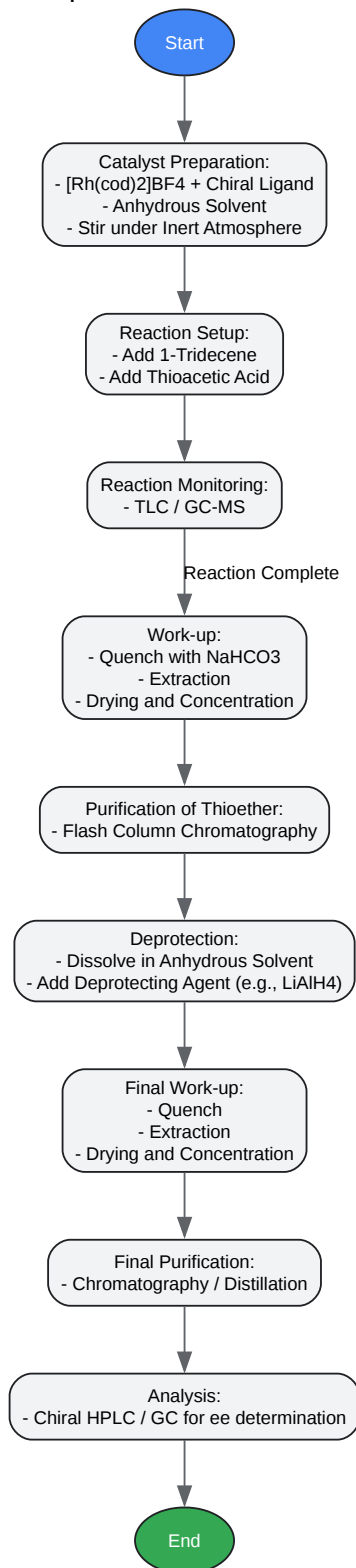 Start
Catalyst Preparation:
- [Rh(cod)2]BF4 + Chiral Ligand
- Anhydrous Solvent
- Stir under Inert Atmosphere
Reaction Setup:
- Add 1-Tridecene
- Add Thioacetic Acid
Reaction Monitoring:
- TLC / GC-MS
Reaction Complete
Work-up:
- Quench with NaHCO3
- Extraction
- Drying and Concentration
Purification of Thioether:
- Flash Column Chromatography
Deprotection:
- Dissolve in Anhydrous Solvent
- Add Deprotecting Agent (e.g., LiAlH4)
Final Work-up:
- Quench
- Extraction
- Drying and Concentration
Final Purification:
- Chromatography / Distillation
Analysis:
- Chiral HPLC / GC for ee determination
End